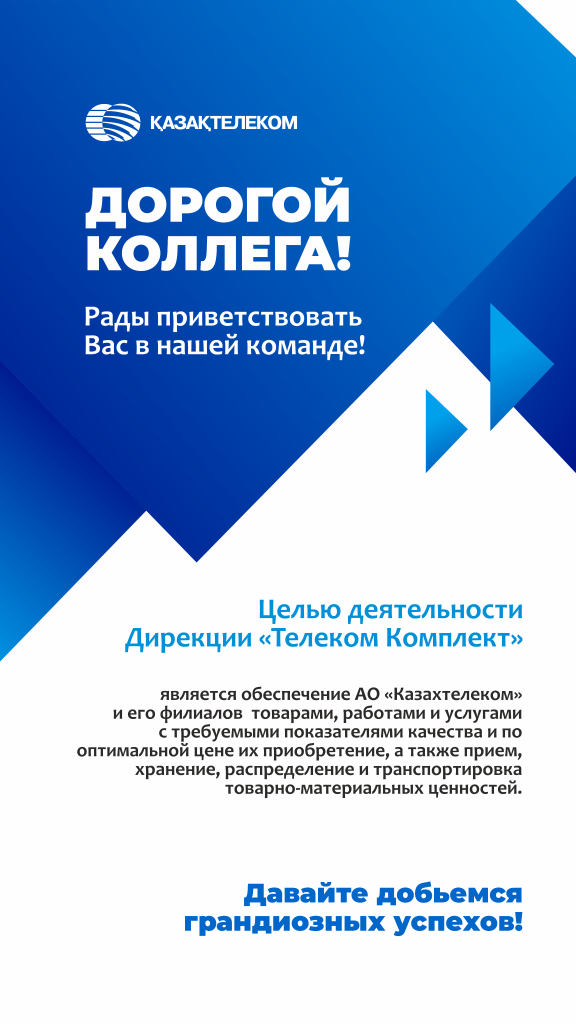 ҚАЗАҚТЕЛЕКОМ
ДОРОГОЙ
КОЛЛЕГА!
Рады приветствовать
Вас в нашей команде!
Целью деятельности
Дирекции «Телеком Комплект»
является обеспечение АО «Казахтелеком»
и его филиалов товарами, работами и услугами
с требуемыми показателями качества и по
оптимальной цене их приобретение, а также прием,
хранение, распределение и транспортировка
товарно-материальных ценностей.
Давайте добьемся
грандиозных успехов!